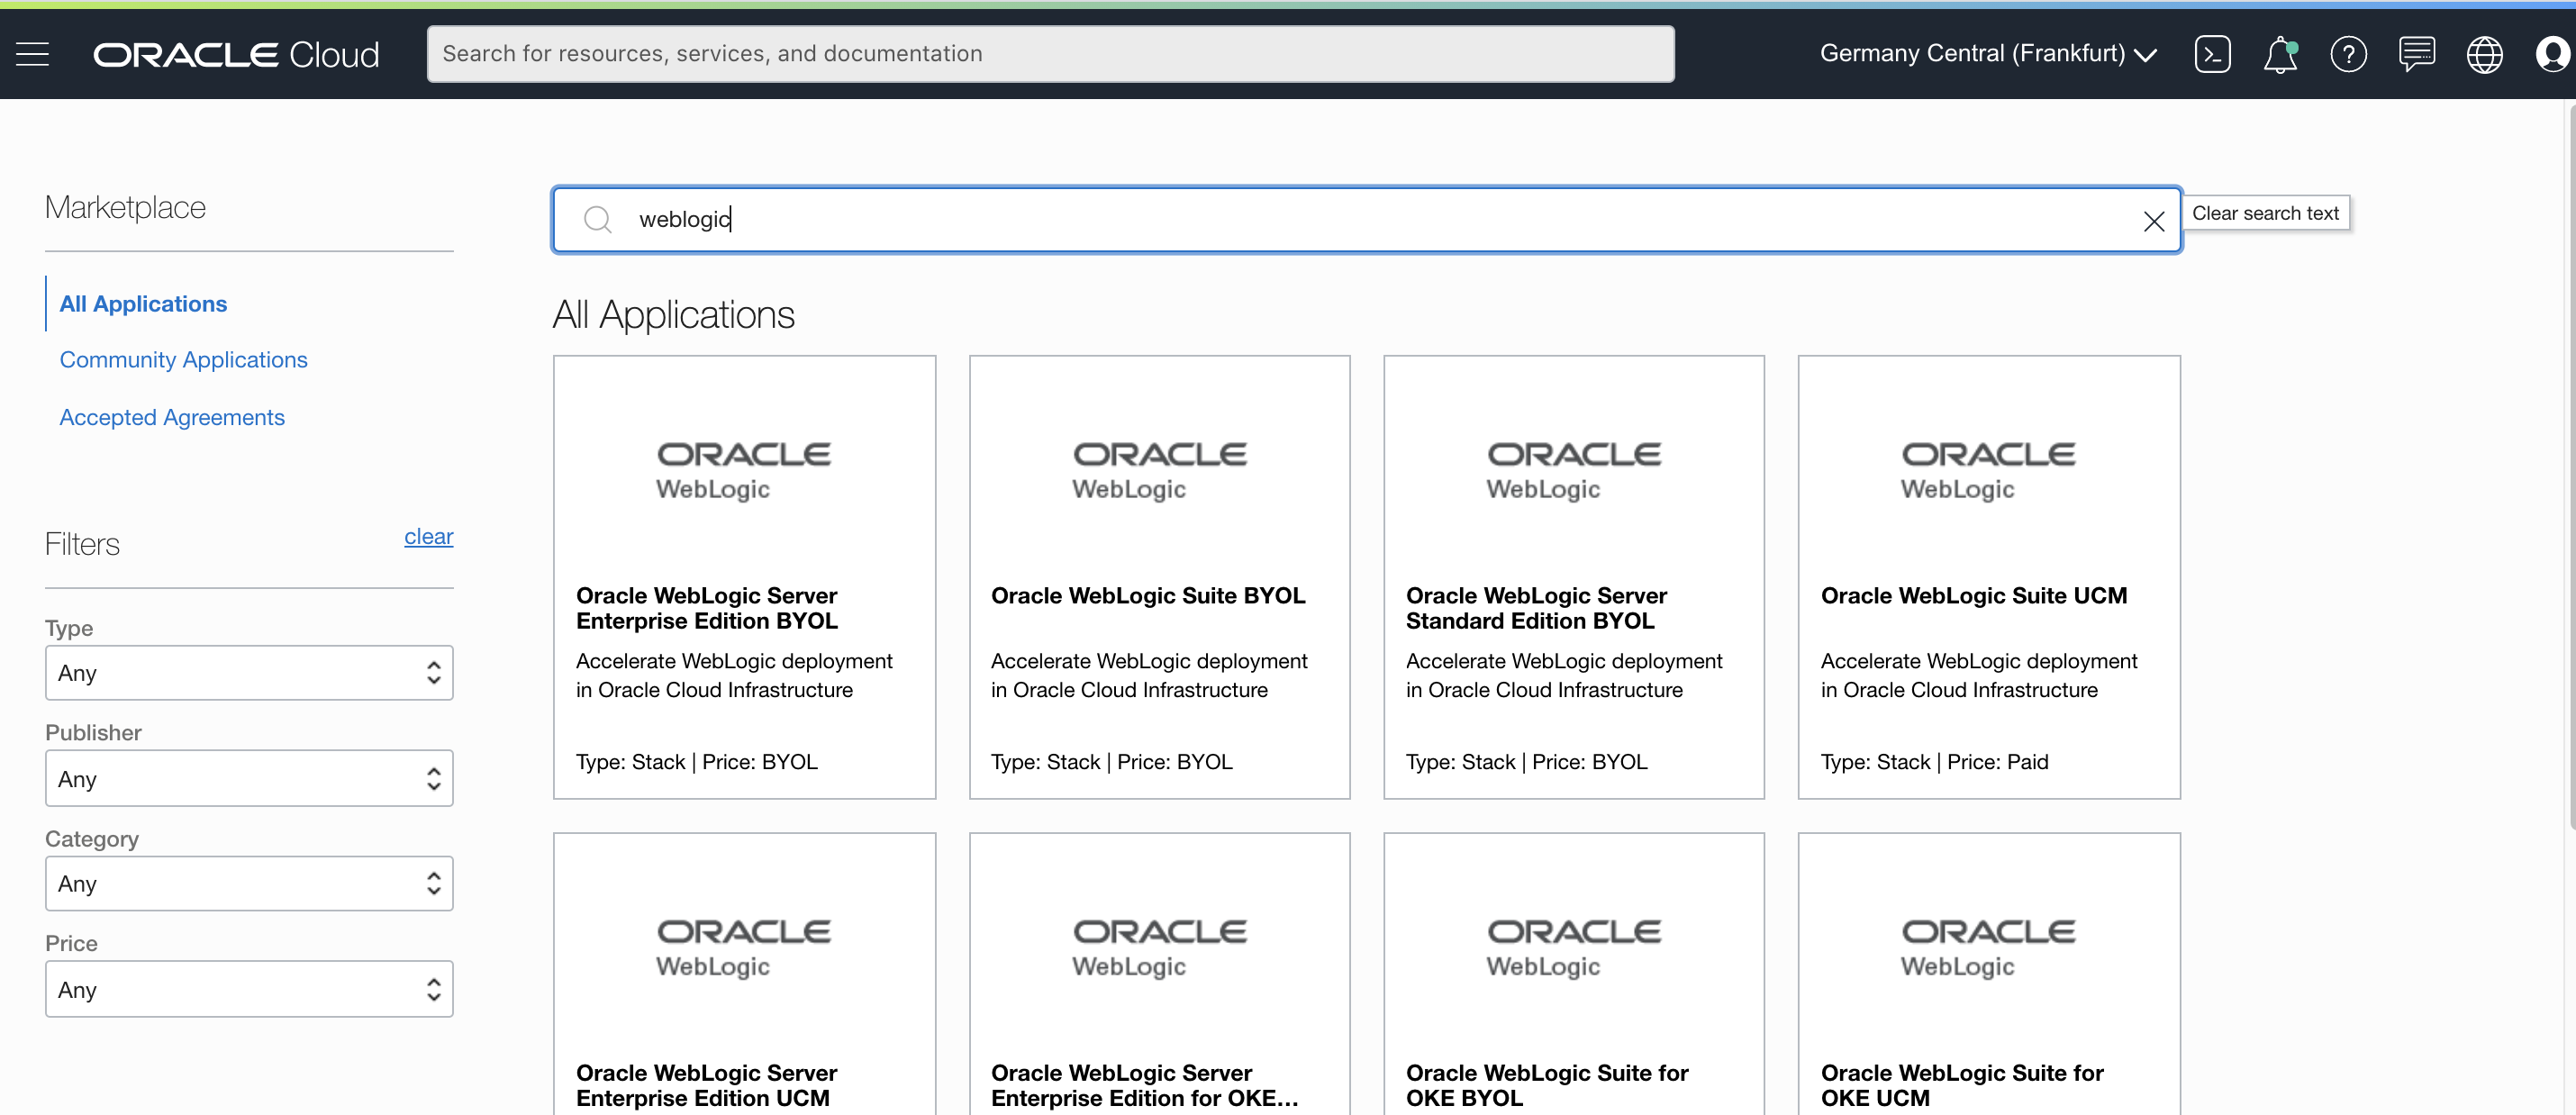 ORACLE Cloud
Search for resources, services, and documentation
Germany Central (Frankfurt)
Marketplace
All Applications
Community Applications
Accepted Agreements
Filters
clear
Type
Any
Publisher
Any
Category
Any
Price
Any
weblogic
Clear search text
All Applications
ORACLE
WebLogic
Oracle WebLogic Server
Enterprise Edition BYOL
Accelerate WebLogic deployment
in Oracle Cloud Infrastructure
Type: Stack | Price: BYOL
ORACLE
WebLogic
Oracle WebLogic Suite BYOL
Accelerate WebLogic deployment
in Oracle Cloud Infrastructure
Type: Stack | Price: BYOL
ORACLE
WebLogic
Oracle WebLogic Server
Standard Edition BYOL
Accelerate WebLogic deployment
in Oracle Cloud Infrastructure
Type: Stack | Price: BYOL
ORACLE
WebLogic
Oracle WebLogic Suite UCM
Accelerate WebLogic deployment
in Oracle Cloud Infrastructure
Type: Stack | Price: Paid
ORACLE
WebLogic
Oracle WebLogic Server
Enterprise Edition UCM
ORACLE
WebLogic
Oracle WebLogic Server
Enterprise Edition for OKE...
ORACLE
WebLogic
Oracle WebLogic Suite for
OKE BYOL
ORACLE
WebLogic
Oracle WebLogic Suite for
OKE UCM